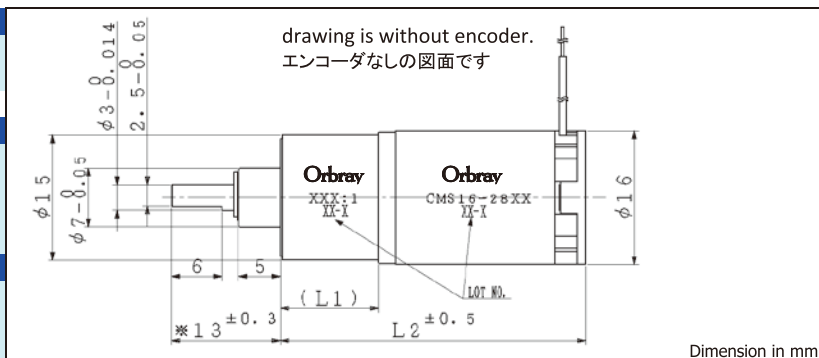 drawing is without encoder.
エンコーダなしの図面です
φ3-0.014 0
2.5-0.05 0
φ15
φ7-0.05 0
Orbray
XXX:1
XX-X
Orbray
CMS16-28XX
XX-X
φ16
6
5
(L1)
LOT NO.
※13±0.3
L2±0.5
Dimension in mm